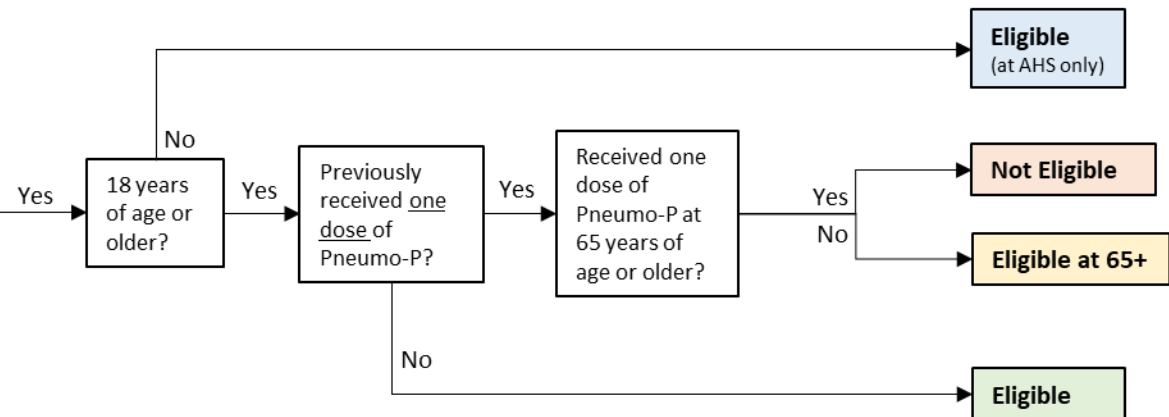 Eligible
(at AHS only)
No
Yes
18 years
of age or
older?
Yes
Previously
received one
dose of
Pneumo-P?
Yes
Received one
dose of
Pneumo-P at
65 years of
age or older?
Yes
No
Not Eligible
Eligible at 65+
No
Eligible